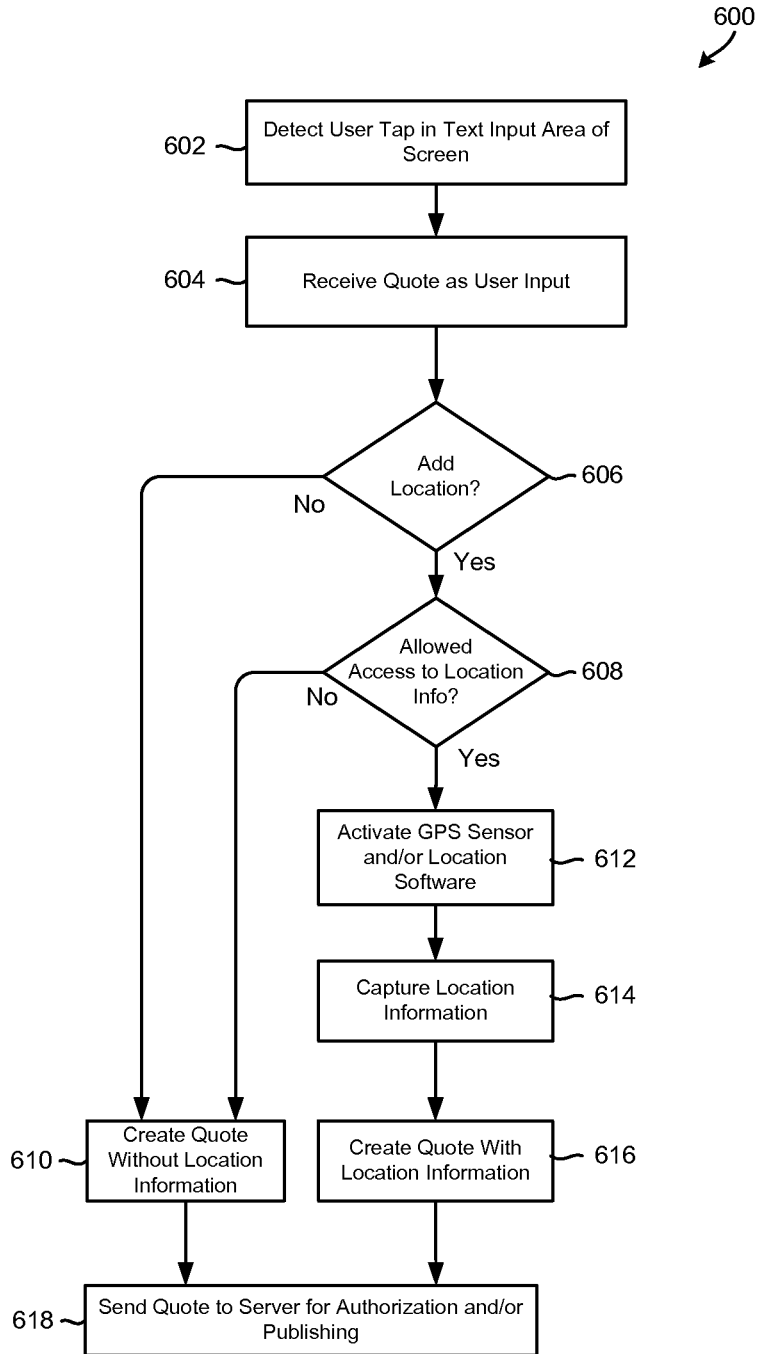 600
602
Detect User Tap in Text Input Area of
Screen
604
Receive Quote as User Input
Add
Location?
606
No
Yes
Allowed
Access to Location
Info?
608
No
Yes
Activate GPS Sensor
and/or Location
Software
612
Capture Location
Information
614
610
Create Quote
Without Location
Information
Create Quote With
Location Information
616
618
Send Quote to Server for Authorization and/or
Publishing